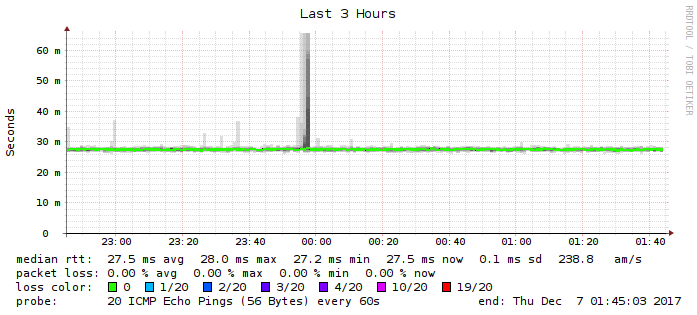 Last 3 Hours
RRDTOOL / TOBI OETIKER
Seconds
60 m
50 m
40 m
30 m
20 m
10 m
0
23:00 23:20 23:40 00:00 00:20 00:40 01:00 01:20 01:40
median rtt: 27.5 ms avg 28.0 ms max 27.2 ms min 27.5 ms now 0.1 ms sd 238.8 am/s
packet loss: 0.00 % avg 0.00 % max 0.00 % min 0.00 % now
loss color: 0 1/20 2/20 3/20 4/20 10/20 19/20
probe: 20 ICMP Echo Pings (56 Bytes) every 60s end: Thu Dec 7 01:45:03 2017